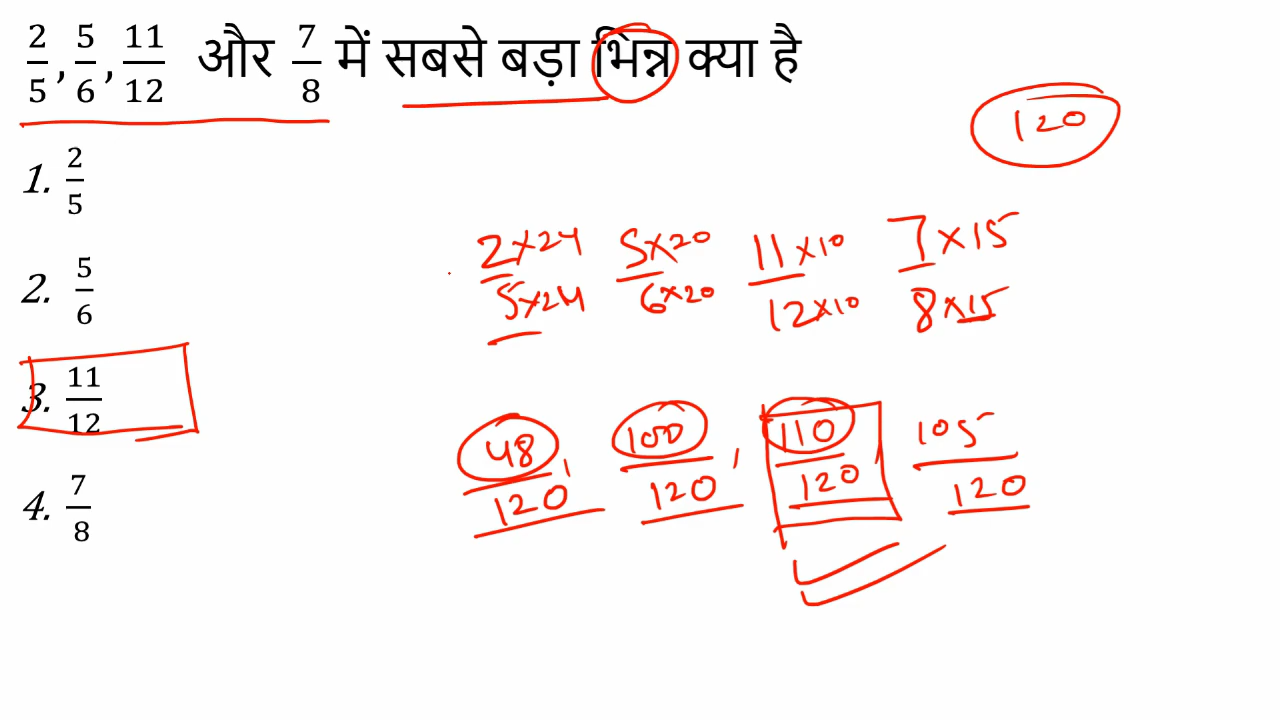 2/5, 5/6, 11/12 और 7/8 में सबसे बड़ा भिन्न क्या है
120
1. 2/5
2. 5/6
3. 11/12
4. 7/8
2×24/5×24 5×20/6×20 11×10/12×10 7×15/8×15
48/120, 100/120, 110/120 105/120